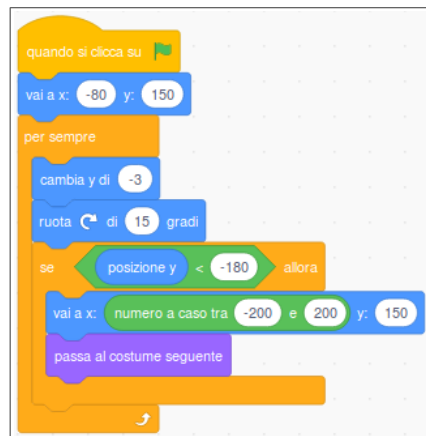 quando si clicca su
vai a x: -80 y: 150
per sempre
cambia y di -3
ruota di 15 gradi
se posizione y < -180 allora
vai a x: numero a caso tra -200 e 200 y: 150
passa al costume seguente